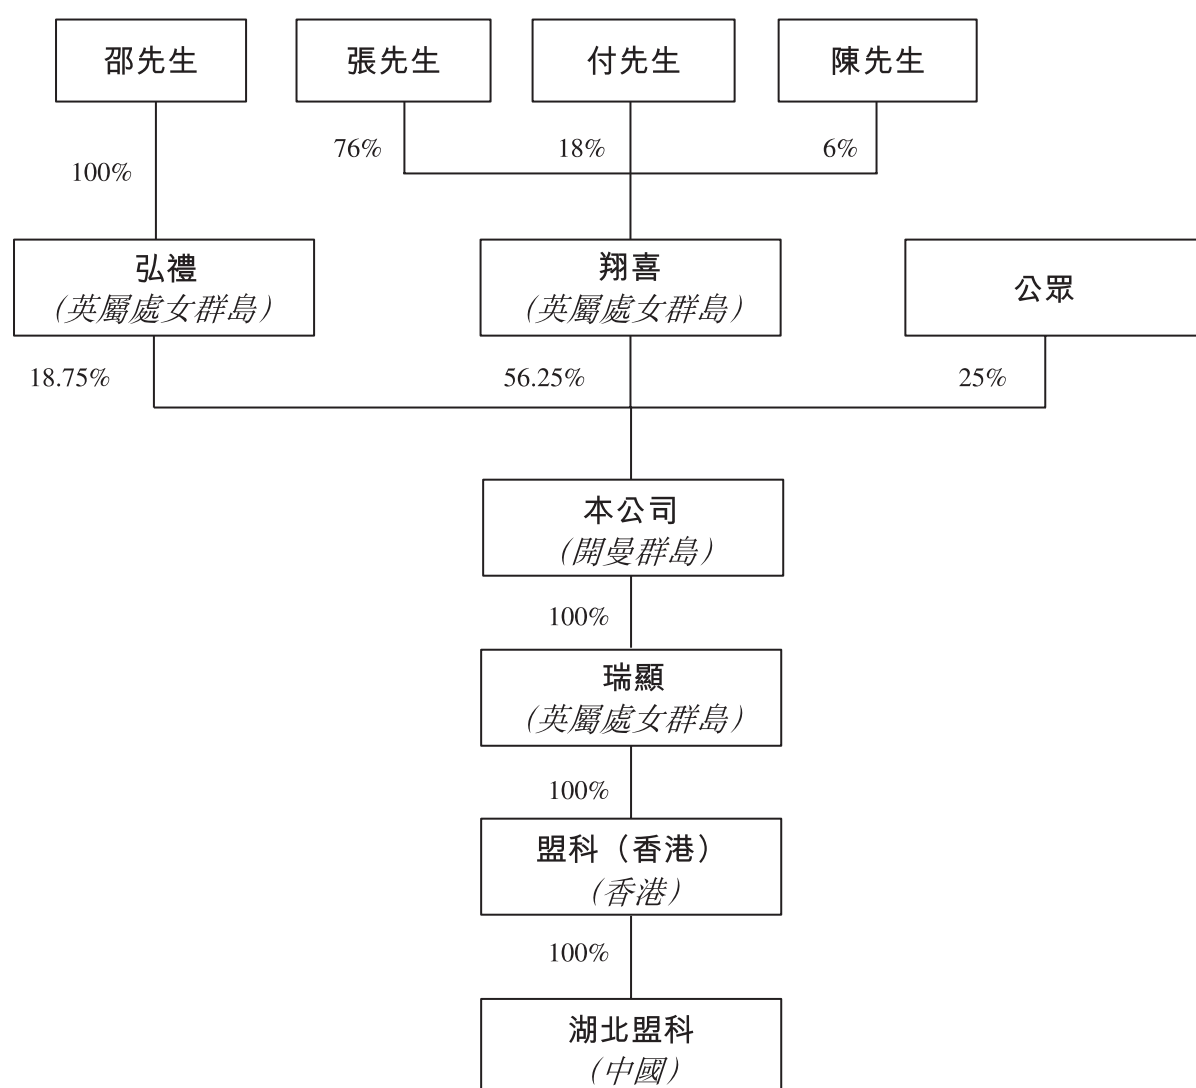 邵先生
張先生
付先生
陳先生
76%
18%
6%
100%
弘禮
(英屬處女群島)
翔喜
(英屬處女群島)
公眾
18.75%
56.25%
25%
本公司
(開曼群島)
100%
瑞顯
(英屬處女群島)
100%
盟科（香港）
(香港)
100%
湖北盟科
(中國)